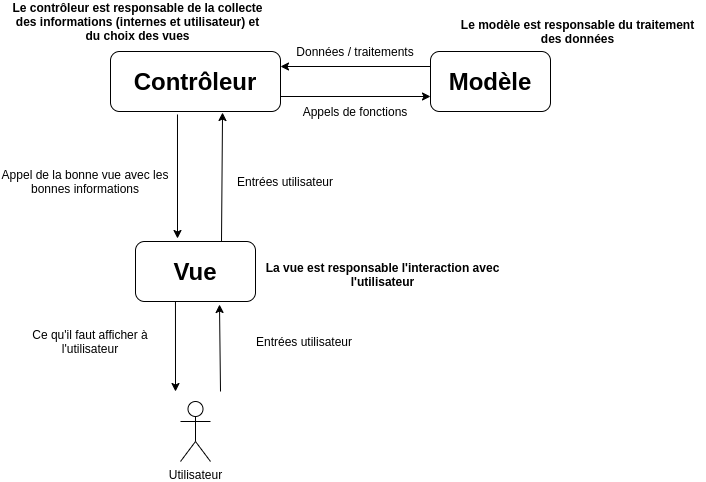 Le contrôleur est responsable de la collecte
des informations (internes et utilisateur) et
du choix des vues
Le modèle est responsable du traitement
des données
Données / traitements
Contrôleur
Modèle
Appels de fonctions
Appel de la bonne vue avec les
bonnes informations
Entrées utilisateur
Vue
La vue est responsable l'interaction avec
l'utilisateur
Ce qu'il faut afficher à
l'utilisateur
Entrées utilisateur
Utilisateur